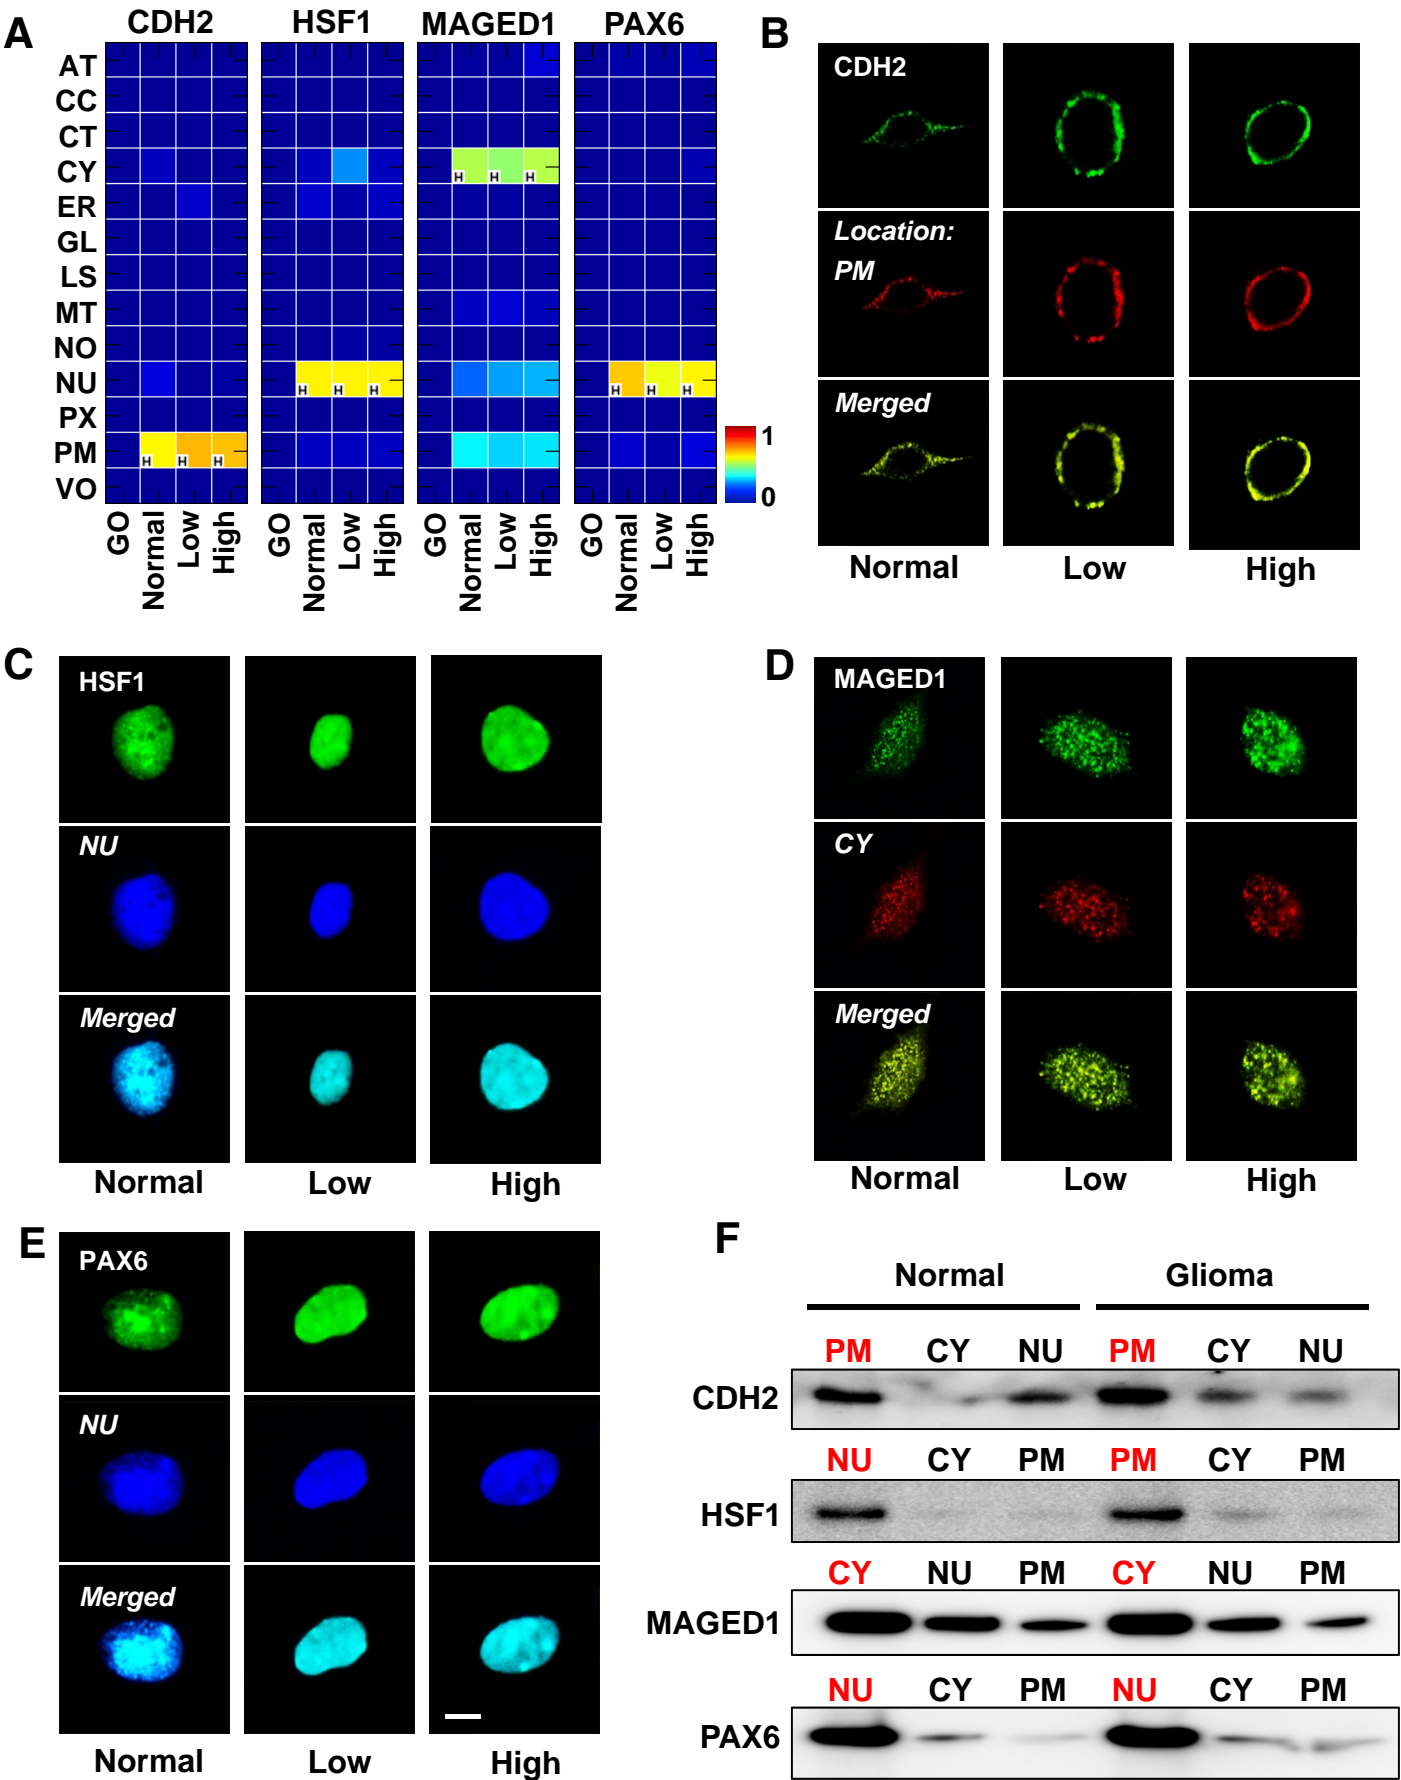 A
CDH2 HSF1 MAGED1 PAX6
AT
CC
CT
CY
H H H
ER
GL
LS
MT
NO
NU
H H H H H H
PX
PM
H H H
VO
1
0
GO Normal Low High GO Normal Low High GO Normal Low High GO Normal Low High
B
CDH2
Location:
PM
Merged
Normal Low High
C
HSF1
NU
Merged
Normal Low High
D
MAGED1
CY
Merged
Normal Low High
E
PAX6
NU
Merged
Normal Low High
F
Normal Glioma
PM CY NU PM CY NU
CDH2
NU CY PM PM CY PM
HSF1
CY NU PM CY NU PM
MAGED1
NU CY PM NU CY PM
PAX6